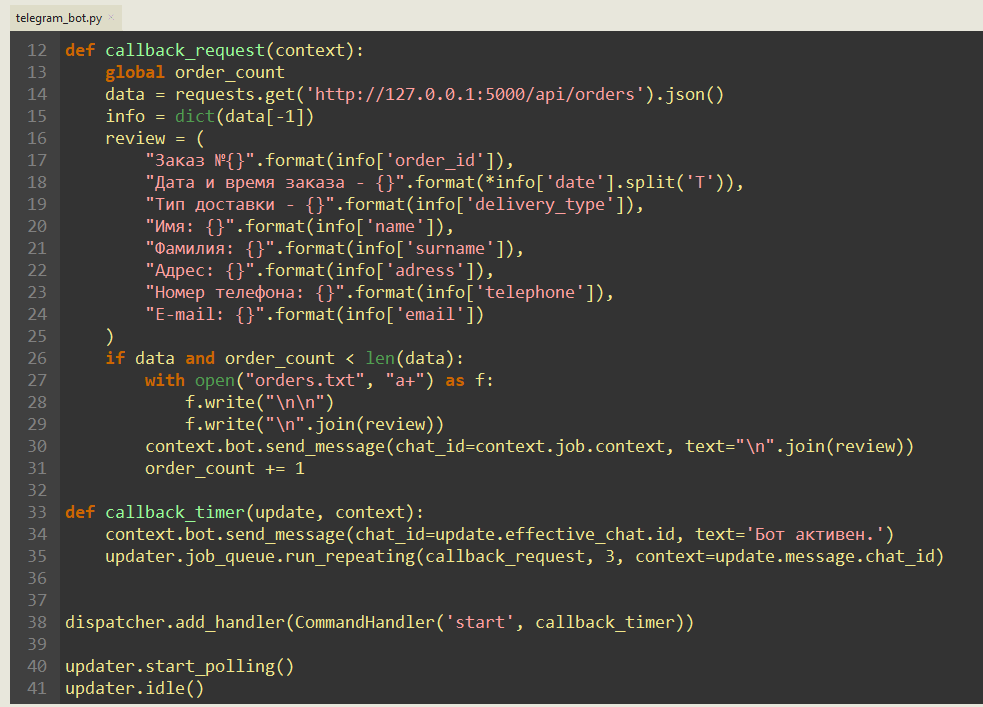 telegram_bot.py ×
12 def callback_request(context):
13     global order_count
14     data = requests.get('http://127.0.0.1:5000/api/orders').json()
15     info = dict(data[-1])
16     review = (
17         "Заказ №{}".format(info['order_id']),
18         "Дата и время заказа - {}".format(*info['date'].split('T')),
19         "Тип доставки - {}".format(info['delivery_type']),
20         "Имя: {}".format(info['name']),
21         "Фамилия: {}".format(info['surname']),
22         "Адрес: {}".format(info['adress']),
23         "Номер телефона: {}".format(info['telephone']),
24         "E-mail: {}".format(info['email'])
25     )
26     if data and order_count < len(data):
27         with open("orders.txt", "a+") as f:
28             f.write("\n\n")
29             f.write("\n".join(review))
30         context.bot.send_message(chat_id=context.job.context, text="\n".join(review))
31         order_count += 1
32
33 def callback_timer(update, context):
34     context.bot.send_message(chat_id=update.effective_chat.id, text='Бот активен.')
35     updater.job_queue.run_repeating(callback_request, 3, context=update.message.chat_id)
36
37
38 dispatcher.add_handler(CommandHandler('start', callback_timer))
39
40 updater.start_polling()
41 updater.idle()